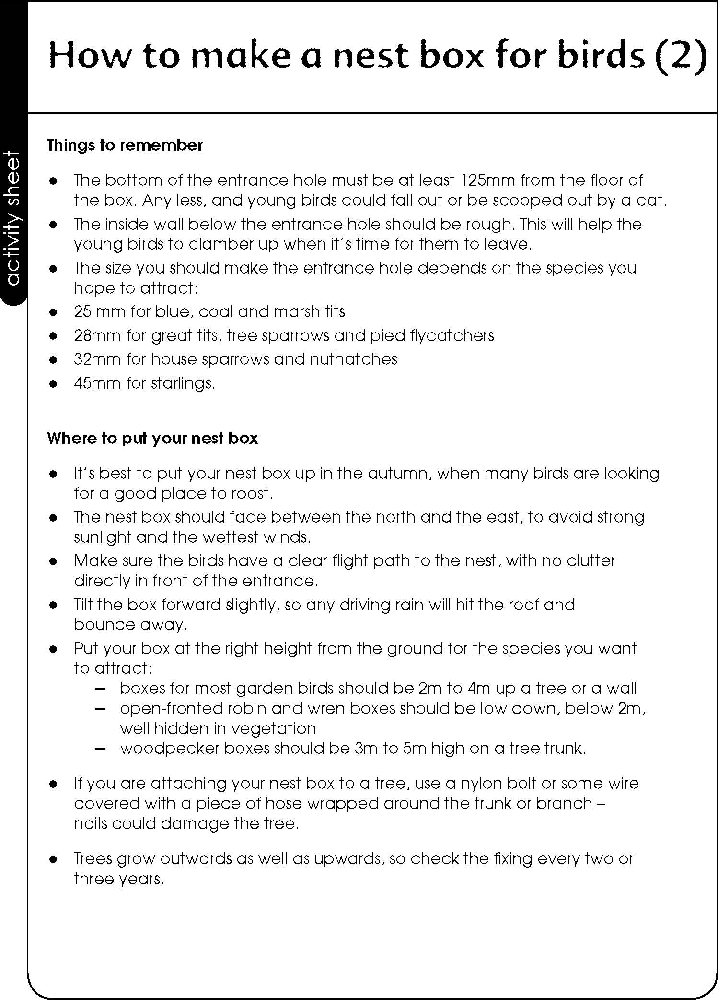 How to make a nest box for birds (2)
activity sheet
Things to remember
● The bottom of the entrance hole must be at least 125mm from the floor of
the box. Any less, and young birds could fall out or be scooped out by a cat.
● The inside wall below the entrance hole should be rough. This will help the
young birds to clamber up when it's time for them to leave.
● The size you should make the entrance hole depends on the species you
hope to attract:
● 25 mm for blue, coal and marsh tits
● 28mm for great tits, tree sparrows and pied flycatchers
● 32mm for house sparrows and nuthatches
● 45mm for starlings.
Where to put your nest box
● It's best to put your nest box up in the autumn, when many birds are looking
for a good place to roost.
● The nest box should face between the north and the east, to avoid strong
sunlight and the wettest winds.
● Make sure the birds have a clear flight path to the nest, with no clutter
directly in front of the entrance.
● Tilt the box forward slightly, so any driving rain will hit the roof and
bounce away.
● Put your box at the right height from the ground for the species you want
to attract:
– boxes for most garden birds should be 2m to 4m up a tree or a wall
– open-fronted robin and wren boxes should be low down, below 2m,
well hidden in vegetation
– woodpecker boxes should be 3m to 5m high on a tree trunk.
● If you are attaching your nest box to a tree, use a nylon bolt or some wire
covered with a piece of hose wrapped around the trunk or branch –
nails could damage the tree.
● Trees grow outwards as well as upwards, so check the fixing every two or
three years.